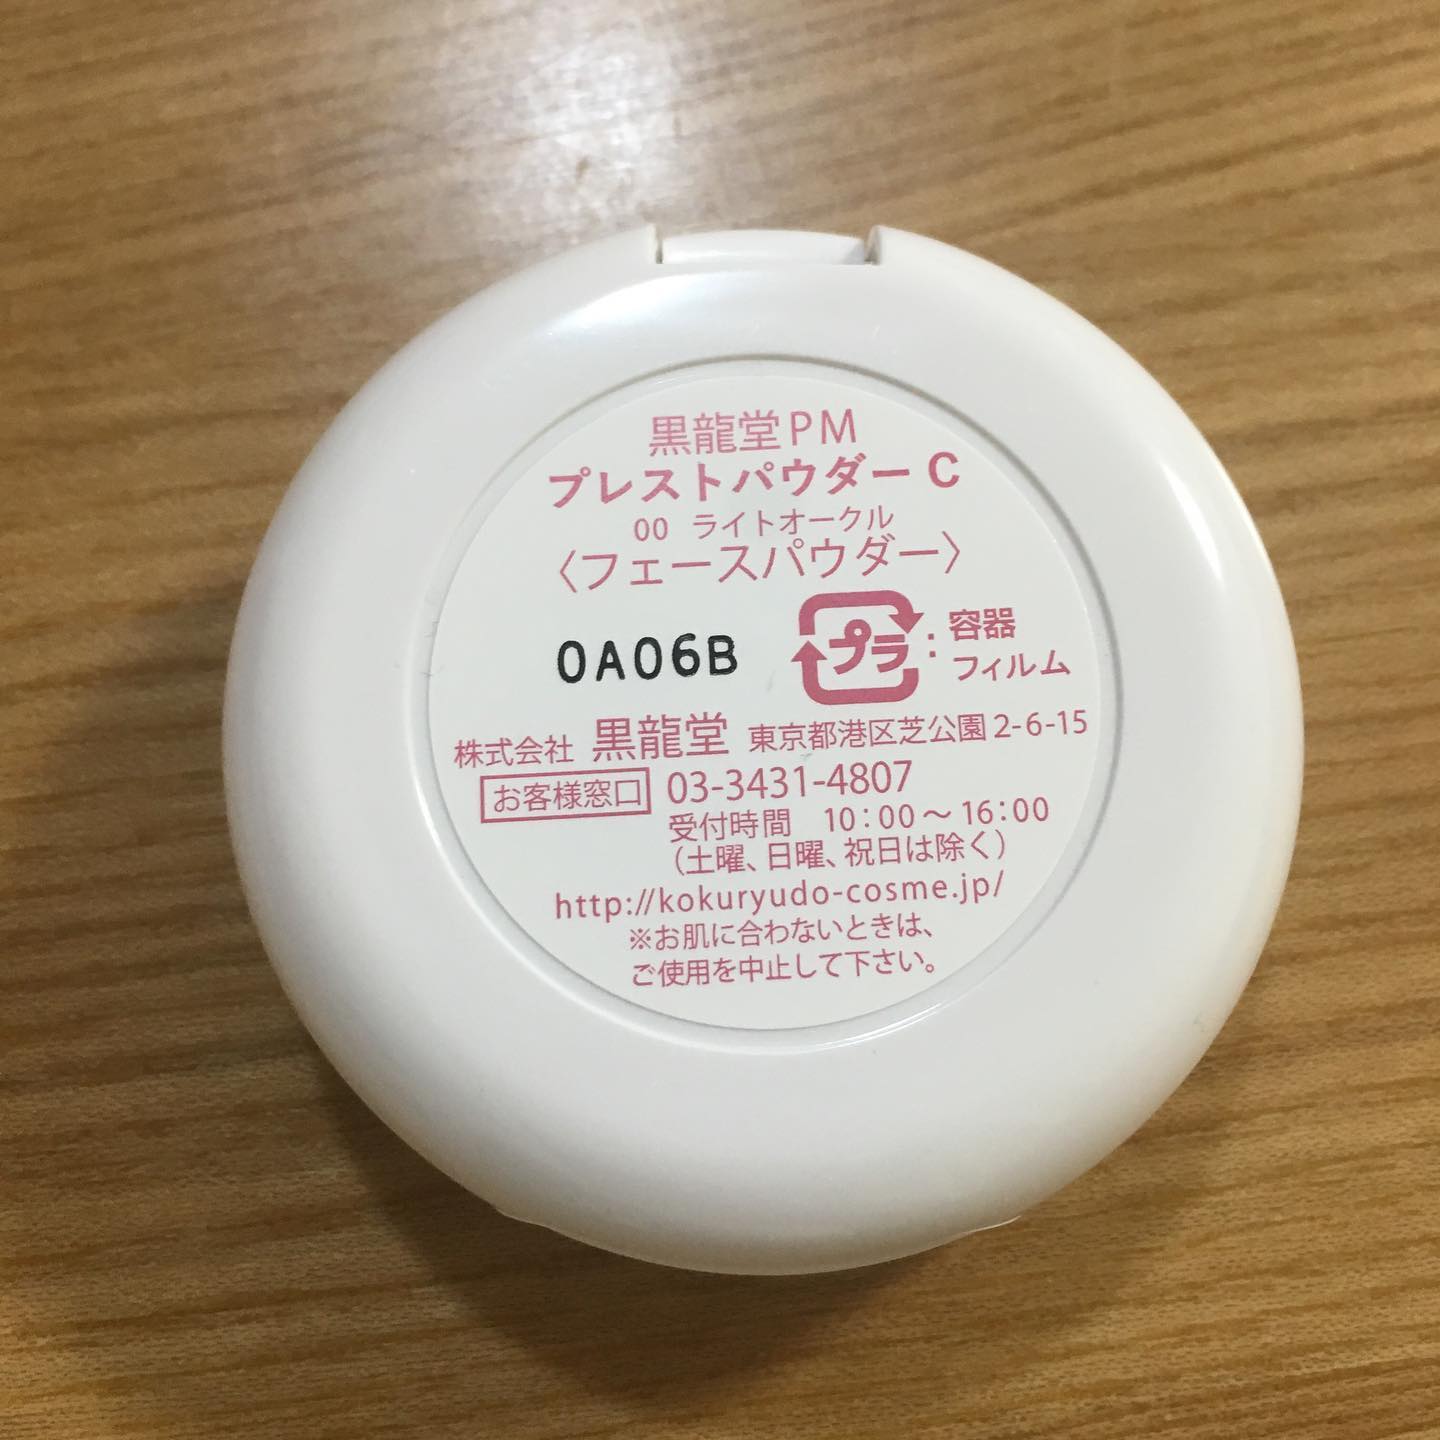 黒龍堂PM
プレストパウダー C
00 ライトオークル
〈フェースパウダー〉
0A06B
プラ : 容器
フィルム
株式会社 黒龍堂 東京都港区芝公園2-6-15
お客様窓口 03-3431-4807
受付時間 10:00～16:00
(土曜、日曜、祝日は除く)
http://kokuryudo-cosme.jp/
※お肌に合わないときは、
ご使用を中止して下さい。